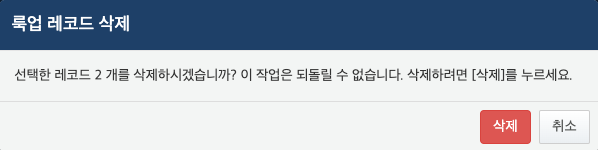 룩업 레코드 삭제
선택한 레코드 2 개를 삭제하시겠습니까? 이 작업은 되돌릴 수 없습니다. 삭제하려면 [삭제]를 누르세요.
삭제 취소